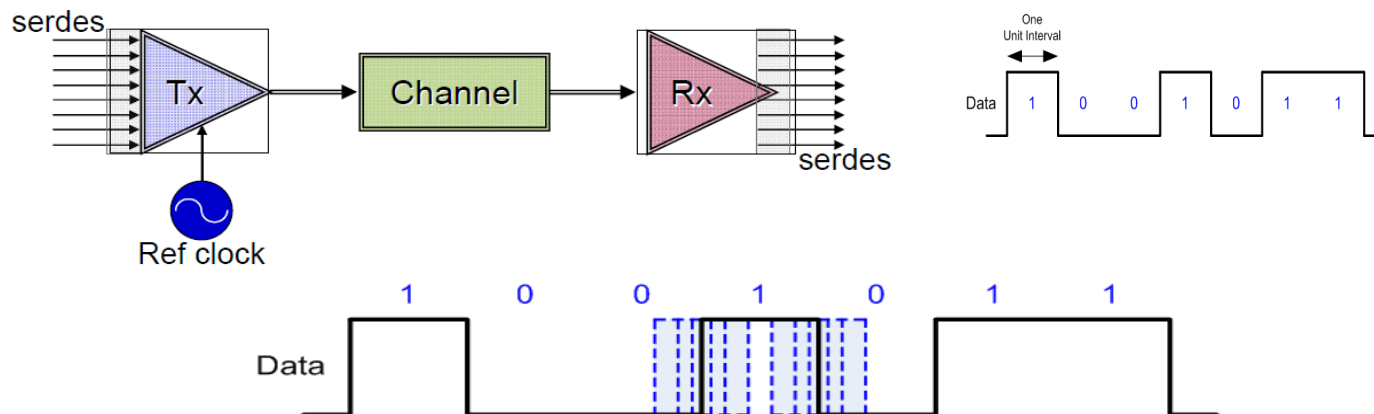 serdes
Tx
Channel
Rx
serdes
Ref clock
One
Unit Interval
Data 1 0 0 1 0 1 1
1 0 0 1 0 1 1
Data